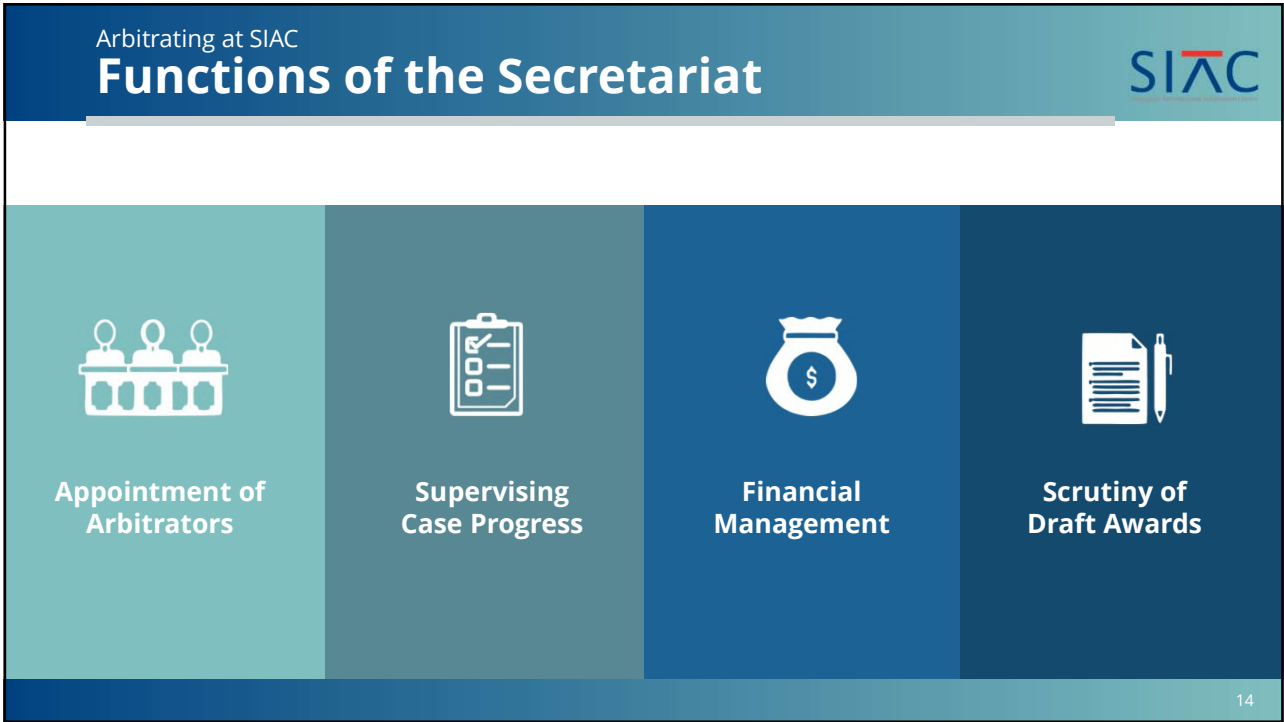 Arbitrating at SIAC
Functions of the Secretariat
SIAC
Appointment of
Arbitrators
Supervising
Case Progress
$
Financial
Management
Scrutiny of
Draft Awards
14